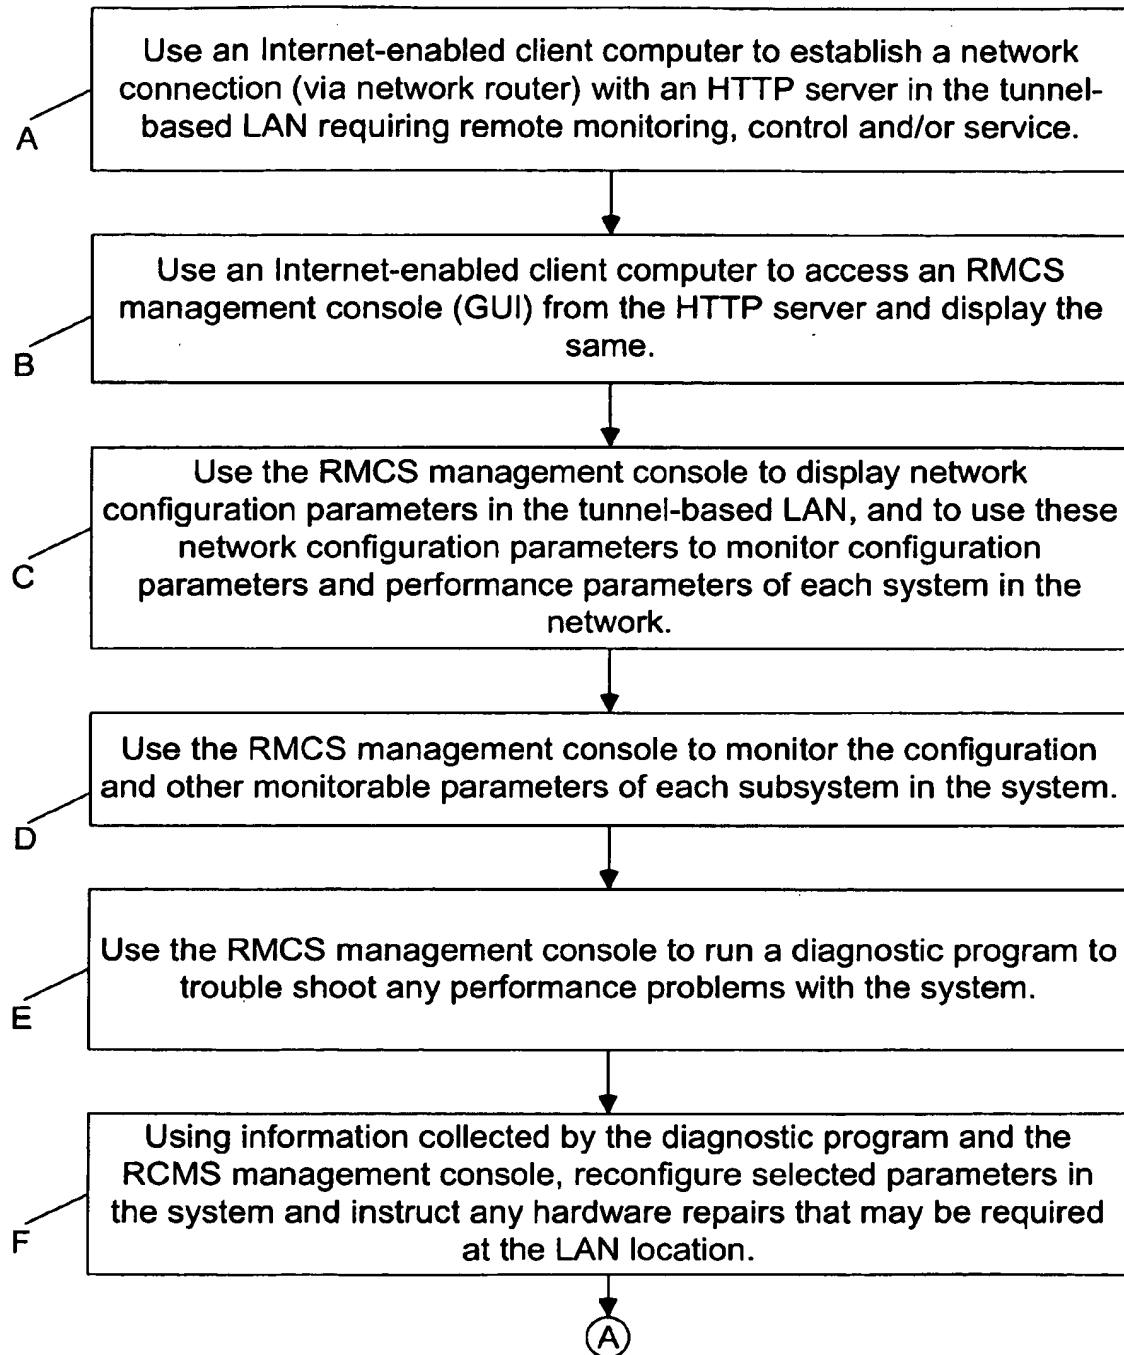 Use an Internet-enabled client computer to establish a network
connection (via network router) with an HTTP server in the tunnel-
based LAN requiring remote monitoring, control and/or service.
A
Use an Internet-enabled client computer to access an RMCS
management console (GUI) from the HTTP server and display the
same.
B
Use the RMCS management console to display network
configuration parameters in the tunnel-based LAN, and to use these
network configuration parameters to monitor configuration
parameters and performance parameters of each system in the
network.
C
Use the RMCS management console to monitor the configuration
and other monitorable parameters of each subsystem in the system.
D
Use the RMCS management console to run a diagnostic program to
trouble shoot any performance problems with the system.
E
Using information collected by the diagnostic program and the
RCMS management console, reconfigure selected parameters in
the system and instruct any hardware repairs that may be required
at the LAN location.
F
A